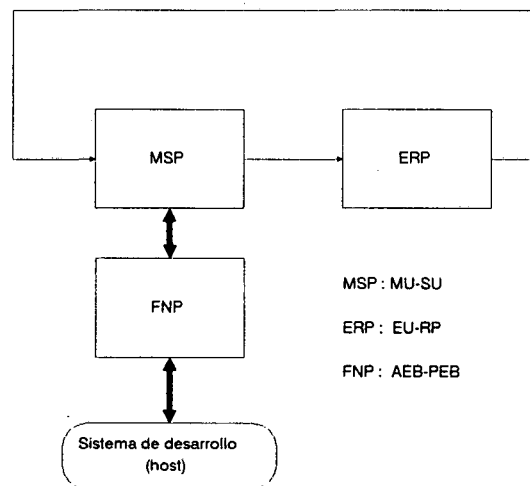 MSP
ERP
FNP
MSP : MU-SU
ERP : EU-RP
FNP : AEB-PEB
Sistema de desarrollo
(host)